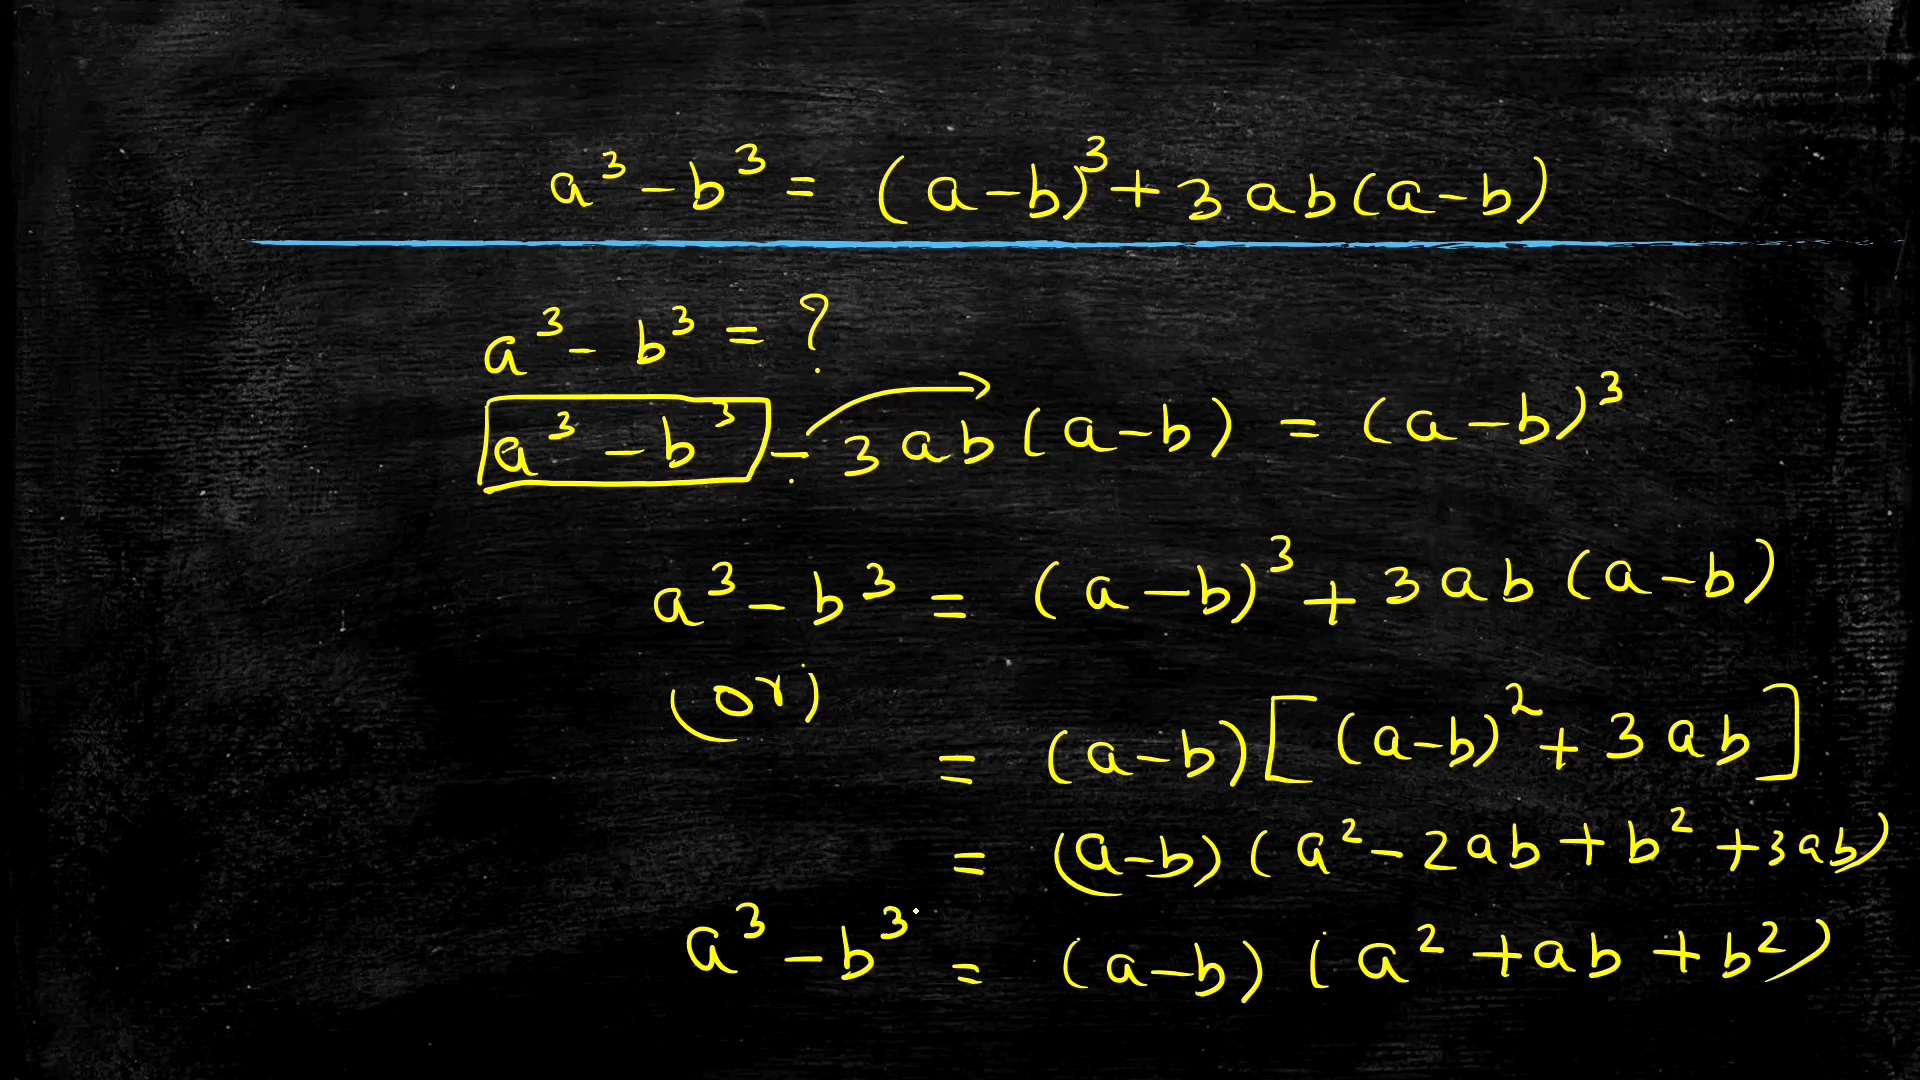 a³ - b³ = (a-b)³ + 3ab(a-b)
a³ - b³ = ?
a³ - b³ - 3ab(a-b) = (a-b)³
a³ - b³ = (a-b)³ + 3ab(a-b)
(or)
= (a-b)[(a-b)² + 3ab]
= (a-b)(a² - 2ab + b² + 3ab)
a³ - b³ = (a-b)(a² + ab + b²)